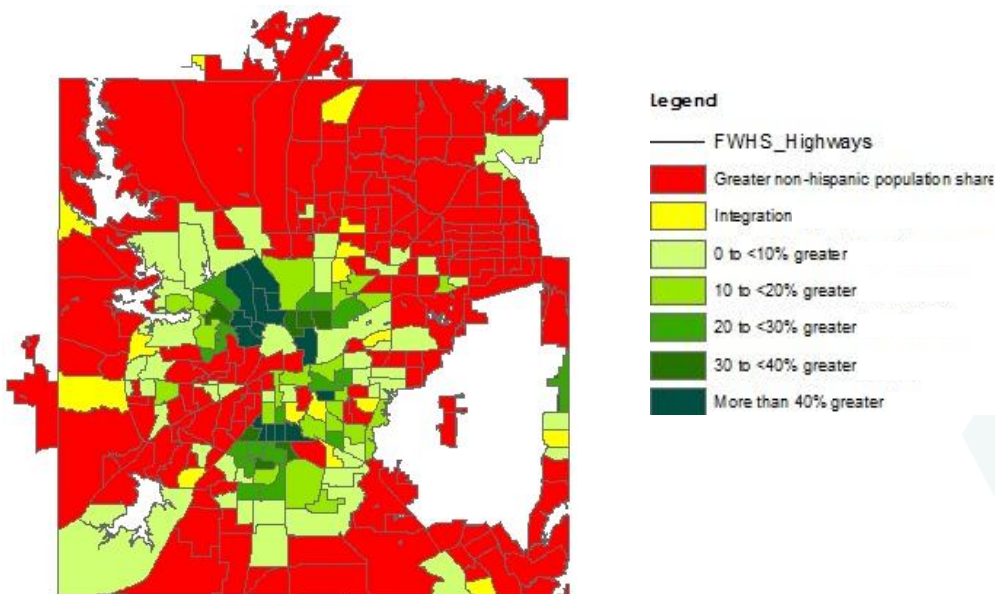 Legend
FWHS_Highways
Greater non-hispanic population share
Integration
0 to <10% greater
10 to <20% greater
20 to <30% greater
30 to <40% greater
More than 40% greater